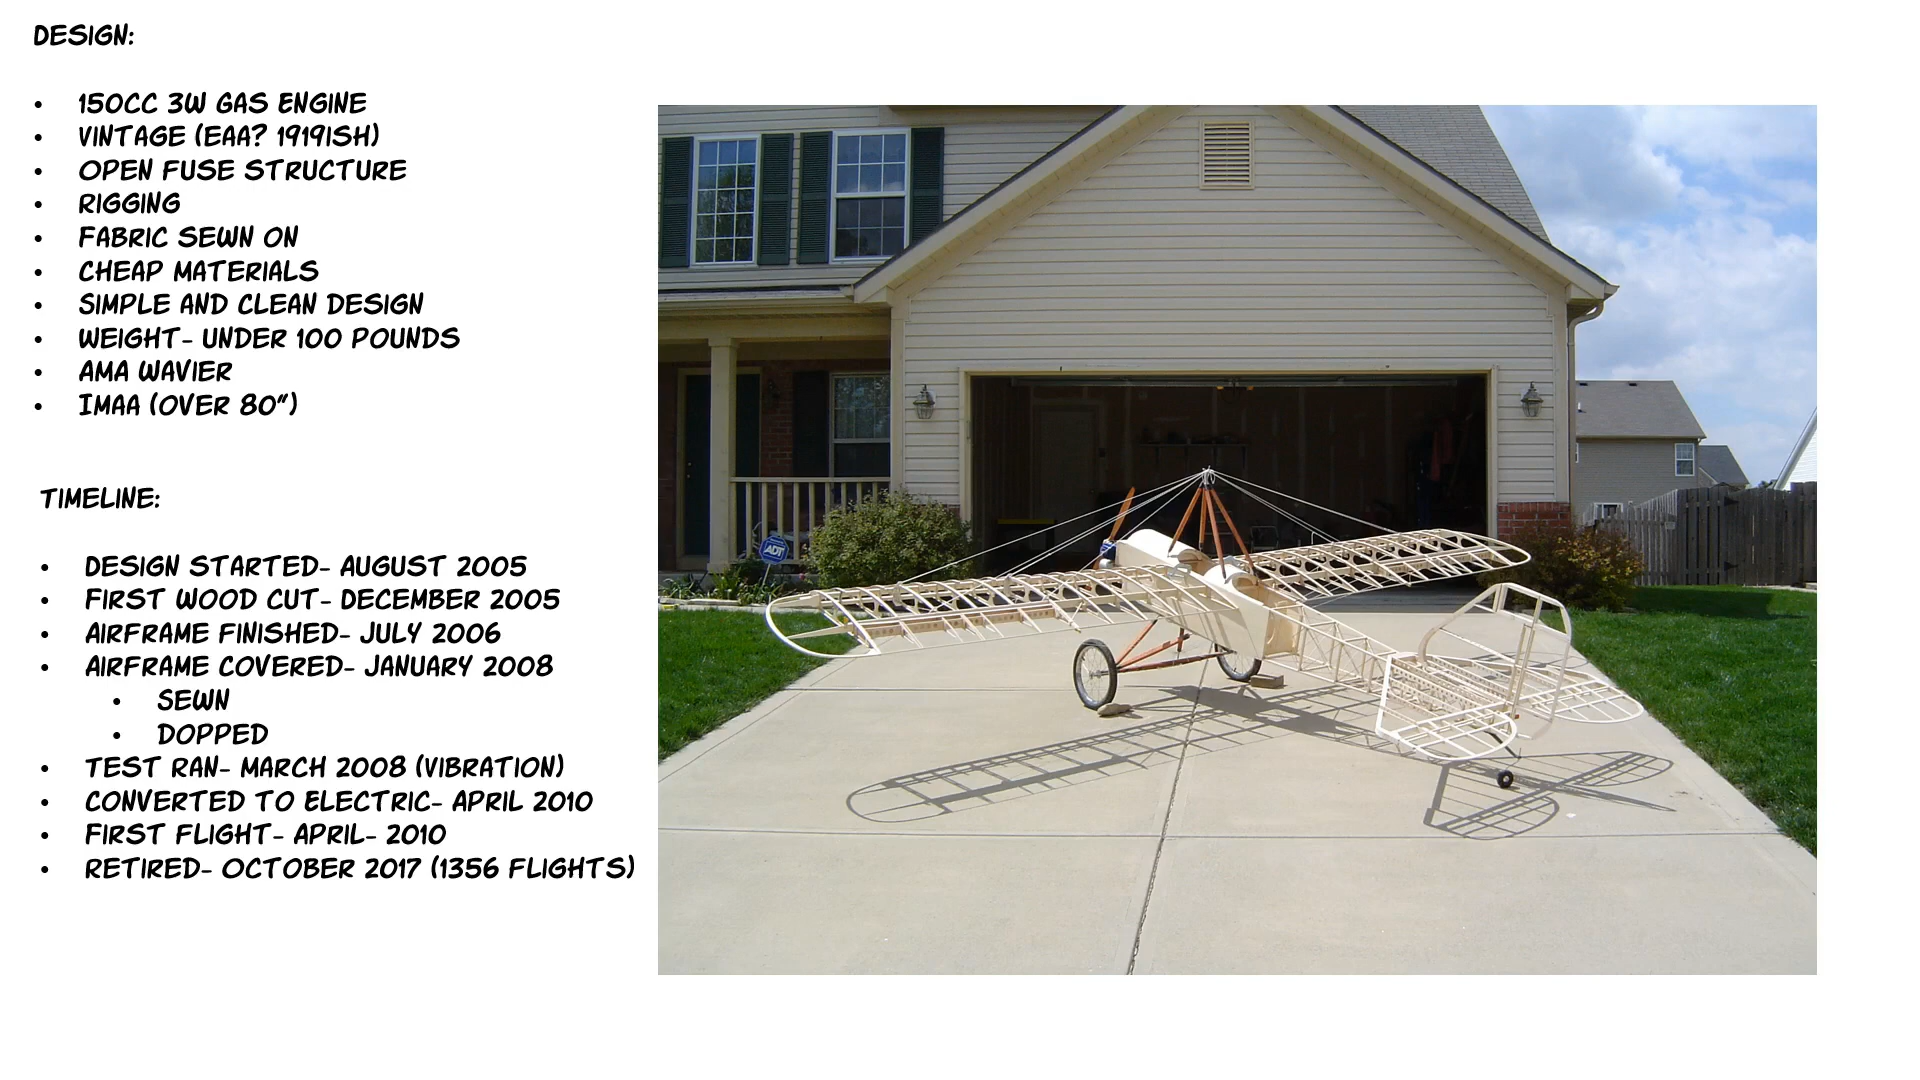 DESIGN:
• 150CC 3W GAS ENGINE
• VINTAGE (EAA? 1919ISH)
• OPEN FUSE STRUCTURE
• RIGGING
• FABRIC SEWN ON
• CHEAP MATERIALS
• SIMPLE AND CLEAN DESIGN
• WEIGHT- UNDER 100 POUNDS
• AMA WAVIER
• IMAA (OVER 80")
TIMELINE:
• DESIGN STARTED- AUGUST 2005
• FIRST WOOD CUT- DECEMBER 2005
• AIRFRAME FINISHED- JULY 2006
• AIRFRAME COVERED- JANUARY 2008
• SEWN
• DOPPED
• TEST RAN- MARCH 2008 (VIBRATION)
• CONVERTED TO ELECTRIC- APRIL 2010
• FIRST FLIGHT- APRIL- 2010
• RETIRED- OCTOBER 2017 (1356 FLIGHTS)
ADT